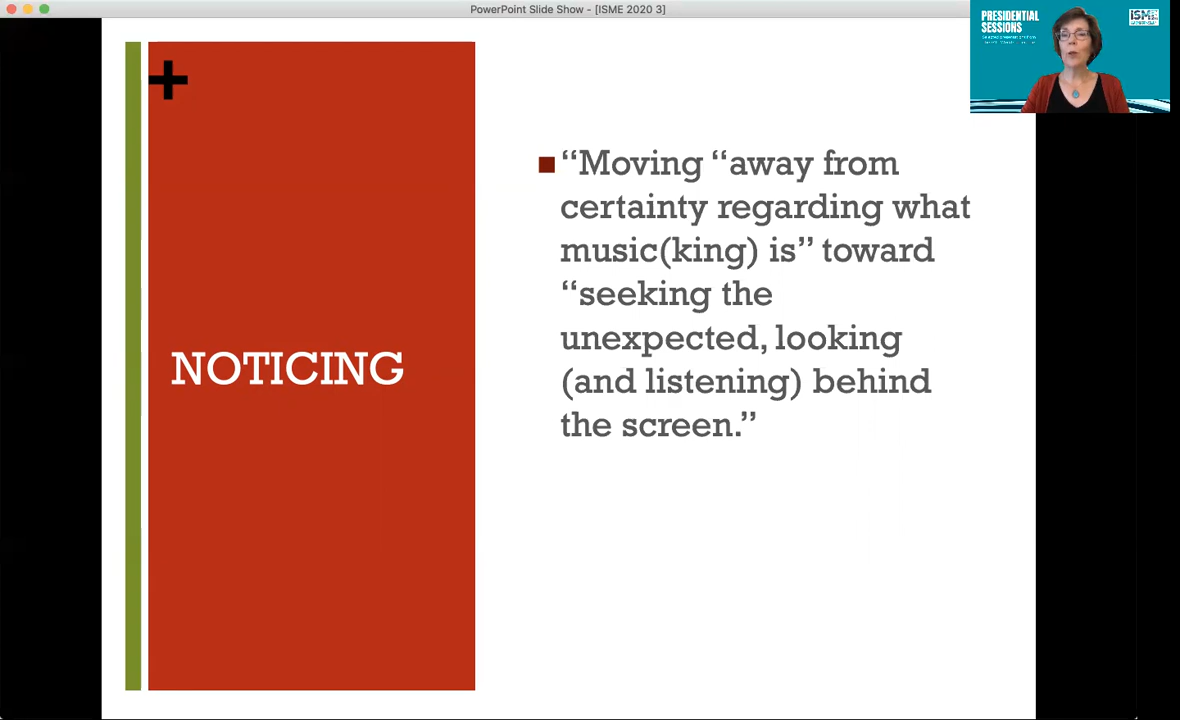 PowerPoint Slide Show - [ISME 2020 3]
PRESIDENTIAL
SESSIONS
ISME
+
NOTICING
“Moving “away from
certainty regarding what
music(king) is” toward
“seeking the
unexpected, looking
(and listening) behind
the screen.”